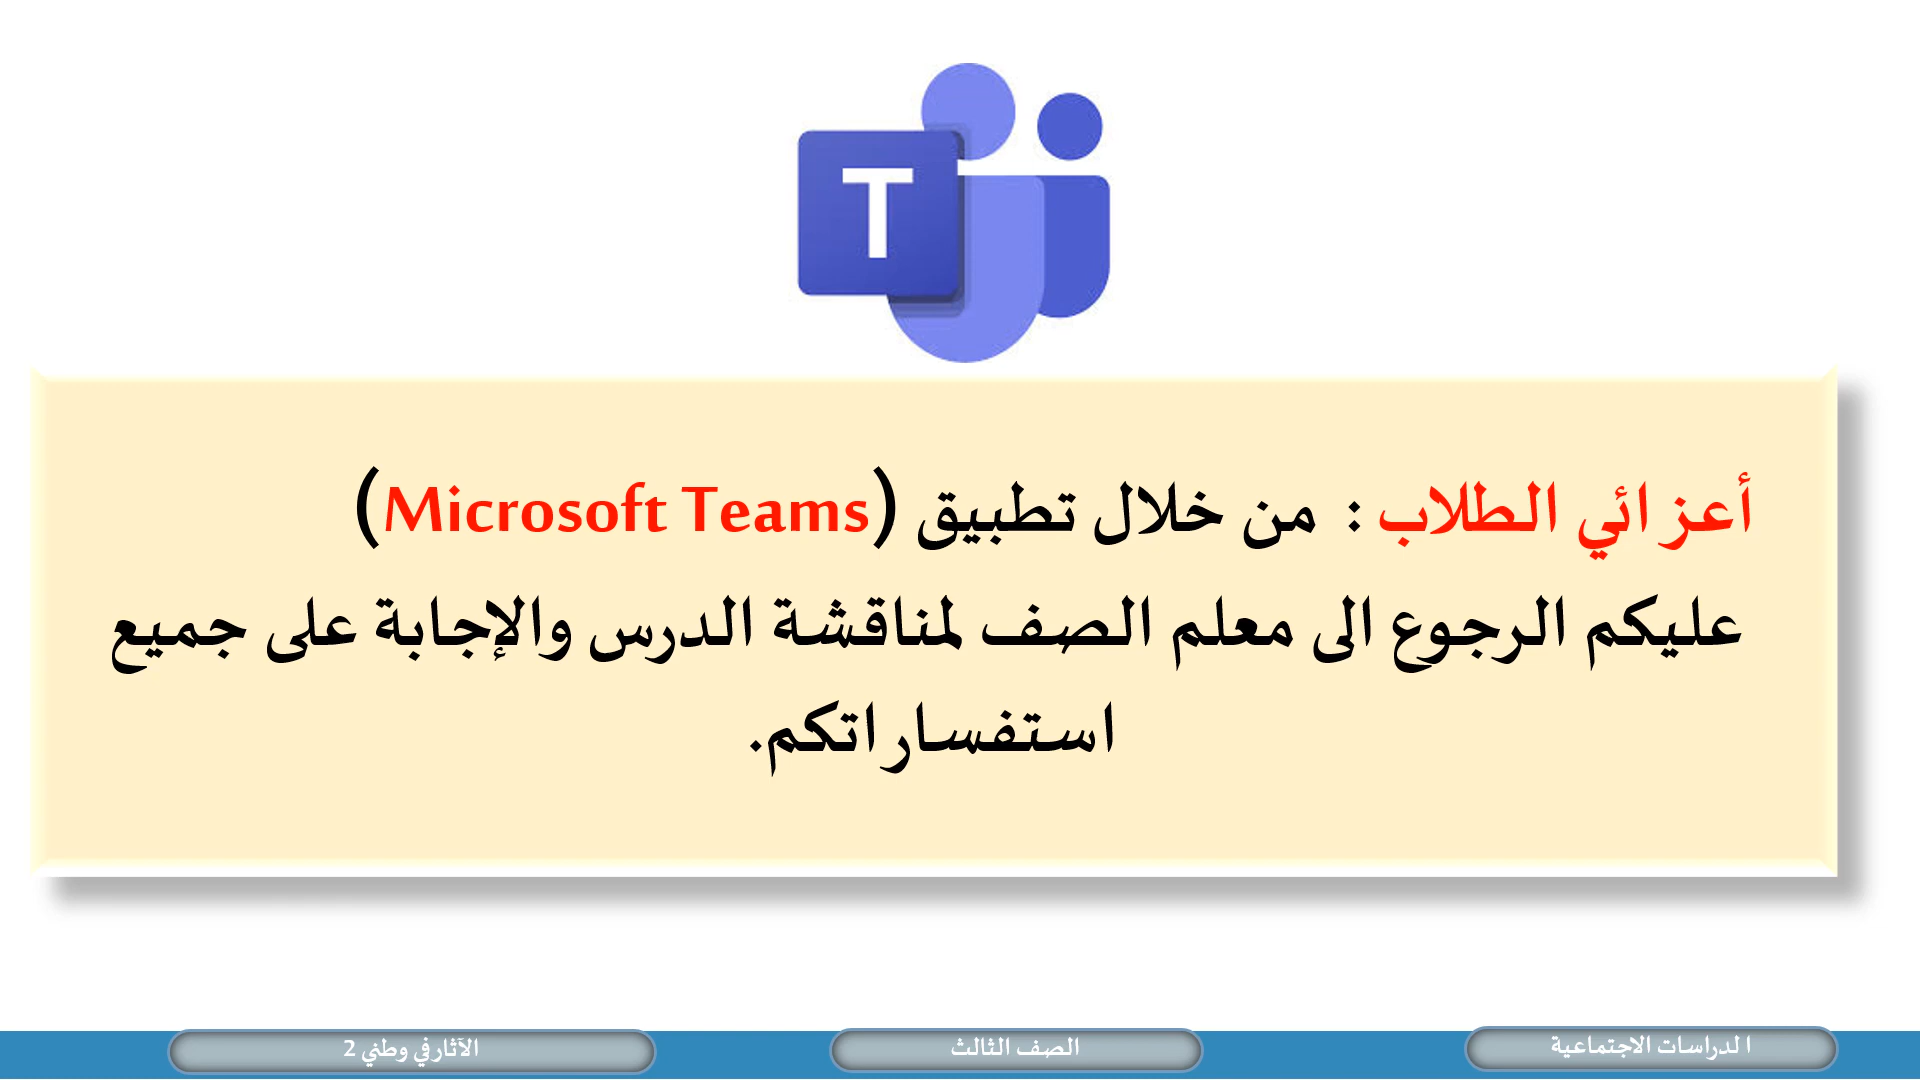 T
أعزائي الطلاب : من خلال تطبيق (Microsoft Teams)
عليكم الرجوع الى معلم الصف لمناقشة الدرس والإجابة على جميع
استفساراتكم.
ا لدراسات الاجتماعية
الصف الثالث
الآثار في وطني 2